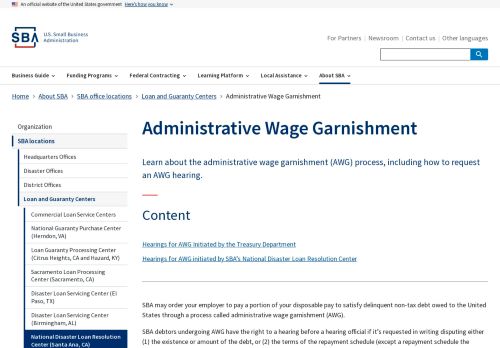 An official website of the United States government Here's how you know
SBA U.S. Small Business
Administration
For Partners Newsroom Contact us Other languages
Business Guide Funding Programs Federal Contracting Learning Platform Local Assistance About SBA
Home About SBA SBA office locations Loan and Guaranty Centers Administrative Wage Garnishment
Organization
SBA locations
Headquarters Offices
Disaster Offices
District Offices
Loan and Guaranty Centers
Commercial Loan Service Centers
National Guaranty Purchase Center
(Herndon, VA)
Loan Guaranty Processing Center
(Citrus Heights, CA and Hazard, KY)
Sacramento Loan Processing
Center (Sacramento, CA)
Disaster Loan Servicing Center (El
Paso, TX)
Disaster Loan Servicing Center
(Birmingham, AL)
National Disaster Loan Resolution
Center (Santa Ana, CA)
Administrative Wage Garnishment
Learn about the administrative wage garnishment (AWG) process, including how to request
an AWG hearing.
Content
Hearings for AWG Initiated by the Treasury Department
Hearings for AWG initiated by SBA's National Disaster Loan Resolution Center
SBA may order your employer to pay a portion of your disposable pay to satisfy delinquent non-tax debt owed to the United
States through a process called administrative wage garnishment (AWG).
SBA debtors undergoing AWG have the right to a hearing before a hearing official if it's requested in writing disputing either
(1) the existence or amount of the debt, or (2) the terms of the repayment schedule (except a repayment schedule